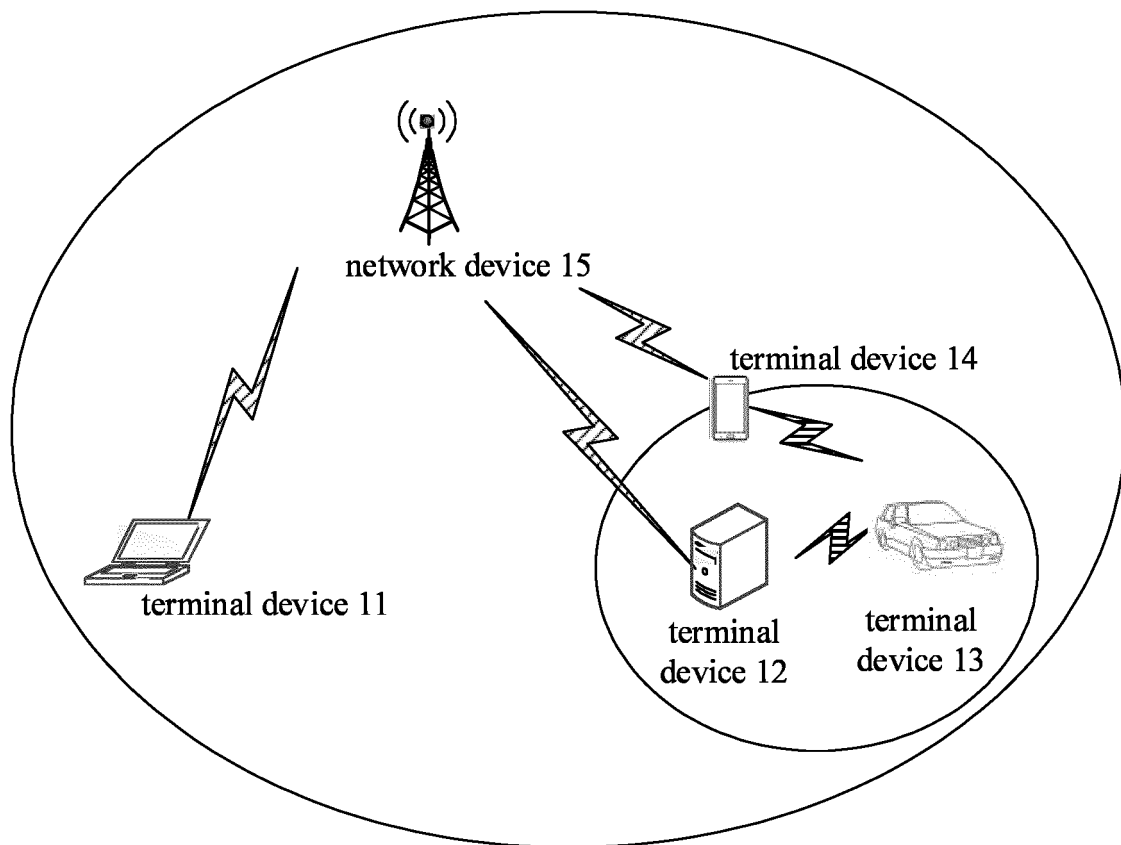 network device 15
terminal device 14
terminal device 11
terminal
device 12
terminal
device 13